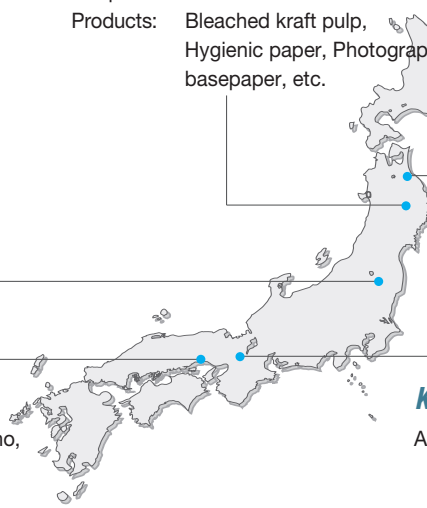 Products: Bleached kraft pulp,
Hygienic paper, Photograp
basepaper, etc.
no,
K
A